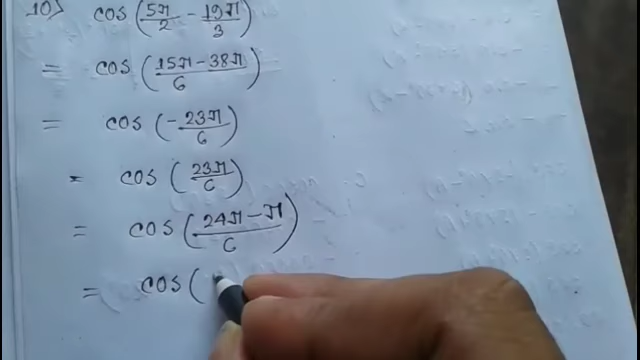 10> cos (5π/2 - 19π/3)
= cos (15π - 38π/6)
= cos (-23π/6)
= cos (23π/6)
= cos (24π - π/6)
= cos (